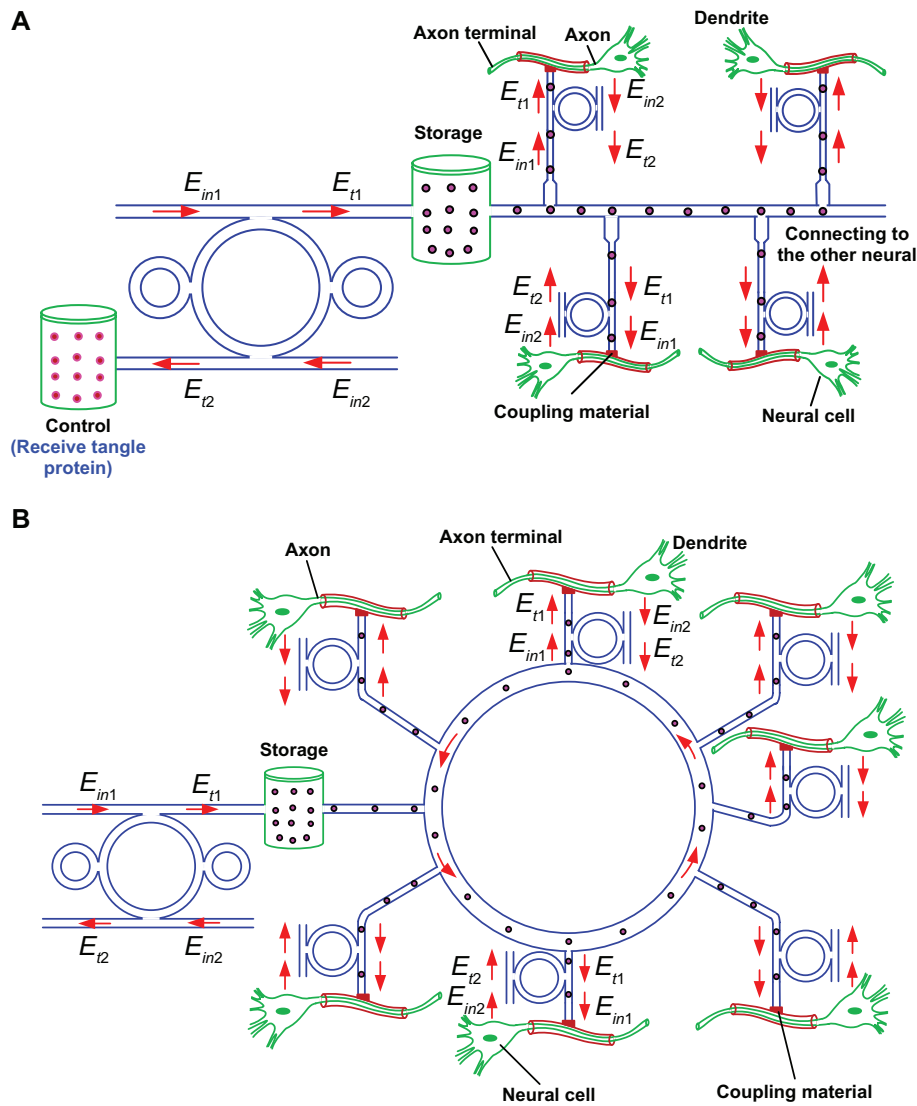 A
Dendrite
Axon terminal
Axon
E_t1
E_in2
Storage
E_in1
E_t2
E_in1
E_t1
Connecting to
the other neural
E_t2
E_t1
E_in2
E_in1
E_t2
E_in2
Coupling material
Neural cell
Control
(Receive tangle
protein)
B
Axon terminal
Dendrite
Axon
E_t1
E_in2
E_in1
E_t2
Storage
E_in1
E_t1
E_t2
E_in2
E_t2
E_t1
E_in2
E_in1
Neural cell
Coupling material